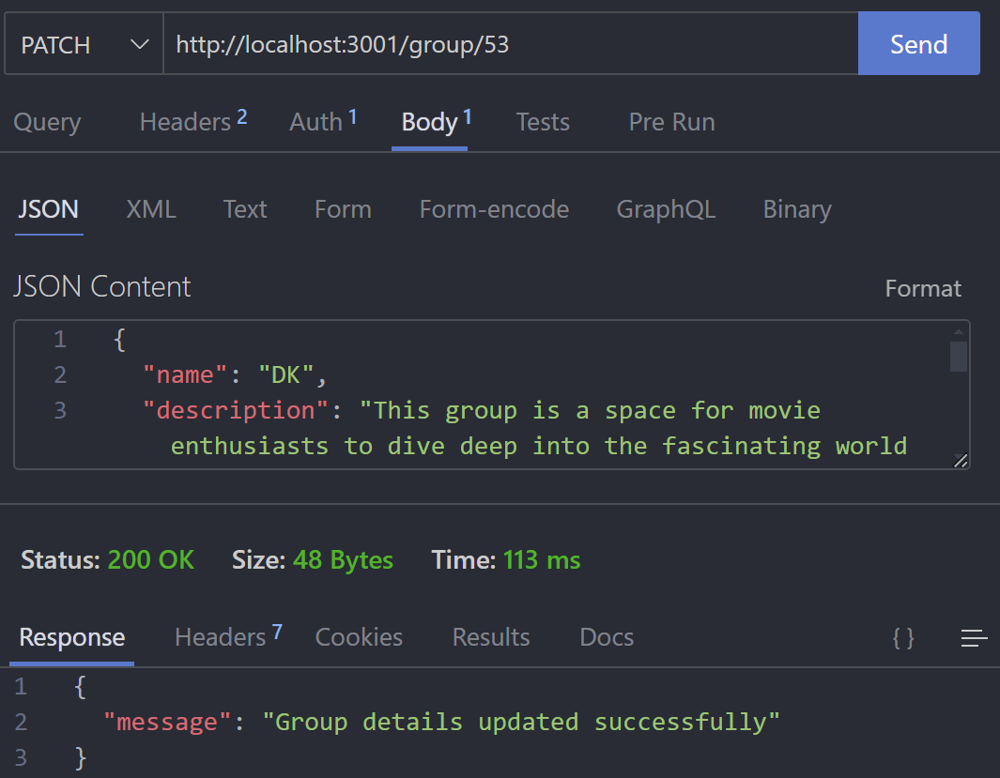 PATCH http://localhost:3001/group/53 Send
Query Headers 2 Auth 1 Body 1 Tests Pre Run
JSON XML Text Form Form-encode GraphQL Binary
JSON Content Format
1 {
2 "name": "DK",
3 "description": "This group is a space for movie
enthusiasts to dive deep into the fascinating world
Status: 200 OK Size: 48 Bytes Time: 113 ms
Response Headers 7 Cookies Results Docs { }
1 {
2 "message": "Group details updated successfully"
3 }